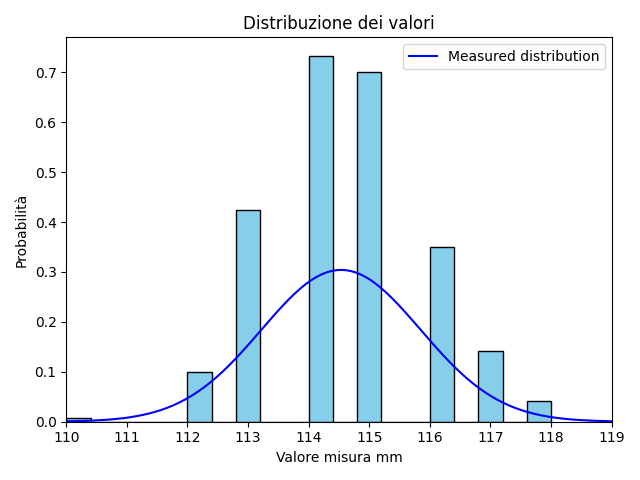 Distribuzione dei valori
Measured distribution
0.7
0.6
0.5
0.4
0.3
0.2
0.1
0.0
Probabilità
110 111 112 113 114 115 116 117 118 119
Valore misura mm